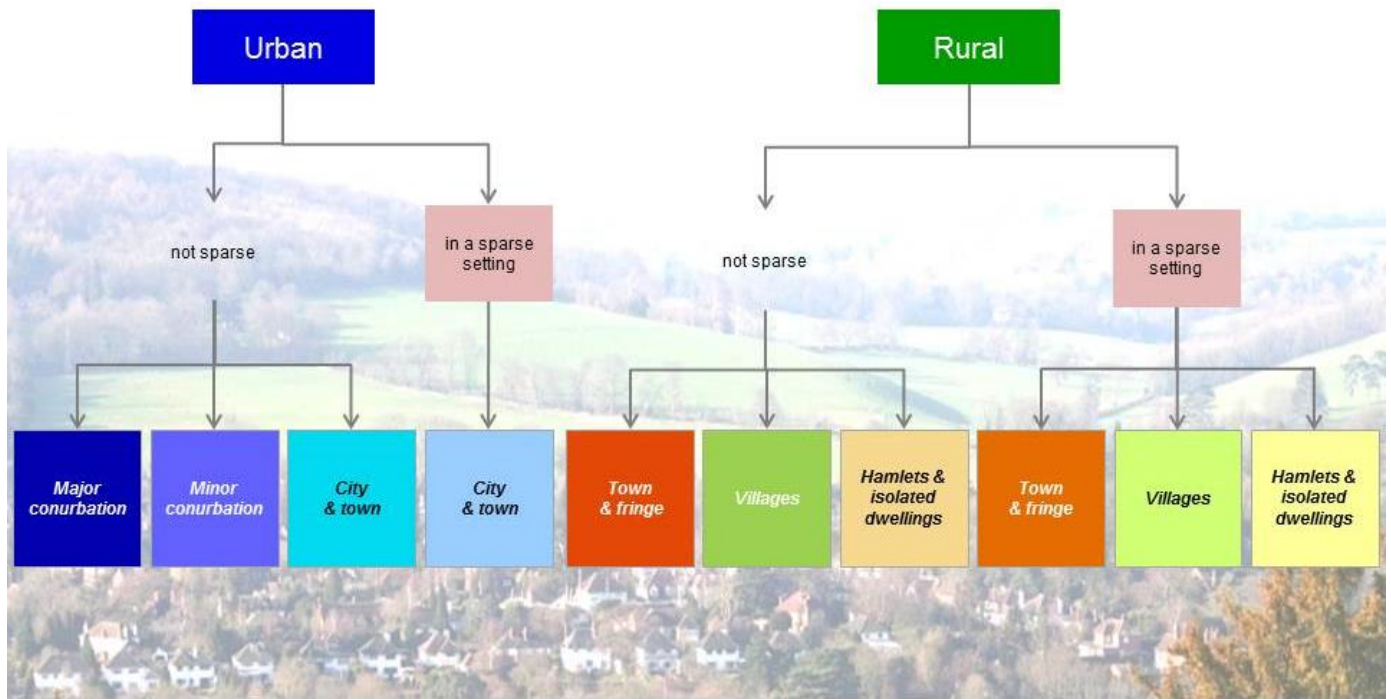 Urban
Rural
not sparse
in a sparse
setting
not sparse
in a sparse
setting
Major
conurbation
Minor
conurbation
City
& town
City
& town
Town
& fringe
Villages
Hamlets &
isolated
dwellings
Town
& fringe
Villages
Hamlets &
isolated
dwellings